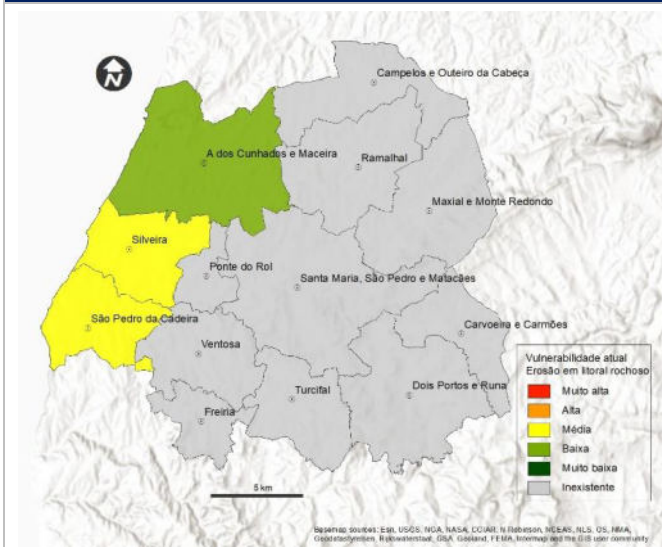 N
Campelos e Outeiro da Cabeça
A dos Cunhados e Maceira
Ramalhal
Maxial e Monte Redondo
Silveira
Ponte do Rol
Santa Maria, São Pedro e Matacães
São Pedro da Cadeira
Carvoeira e Carmões
Ventosa
Vulnerabilidade atual
Erosão em litoral rochoso
Muito alta
Alta
Média
Baixa
Muito baixa
Inexistente
Dois Portos e Runa
Turcifal
Freiria
5 km
Basemap sources: Esri, USGS, NGA, NASA, CGIAR, N Robinson, NCEAS, NLS, OS, NMA,
Geodatastyrelsen, Rijkswaterstaat, GSA, Geoland, FEMA, Intermap and the GIS user community